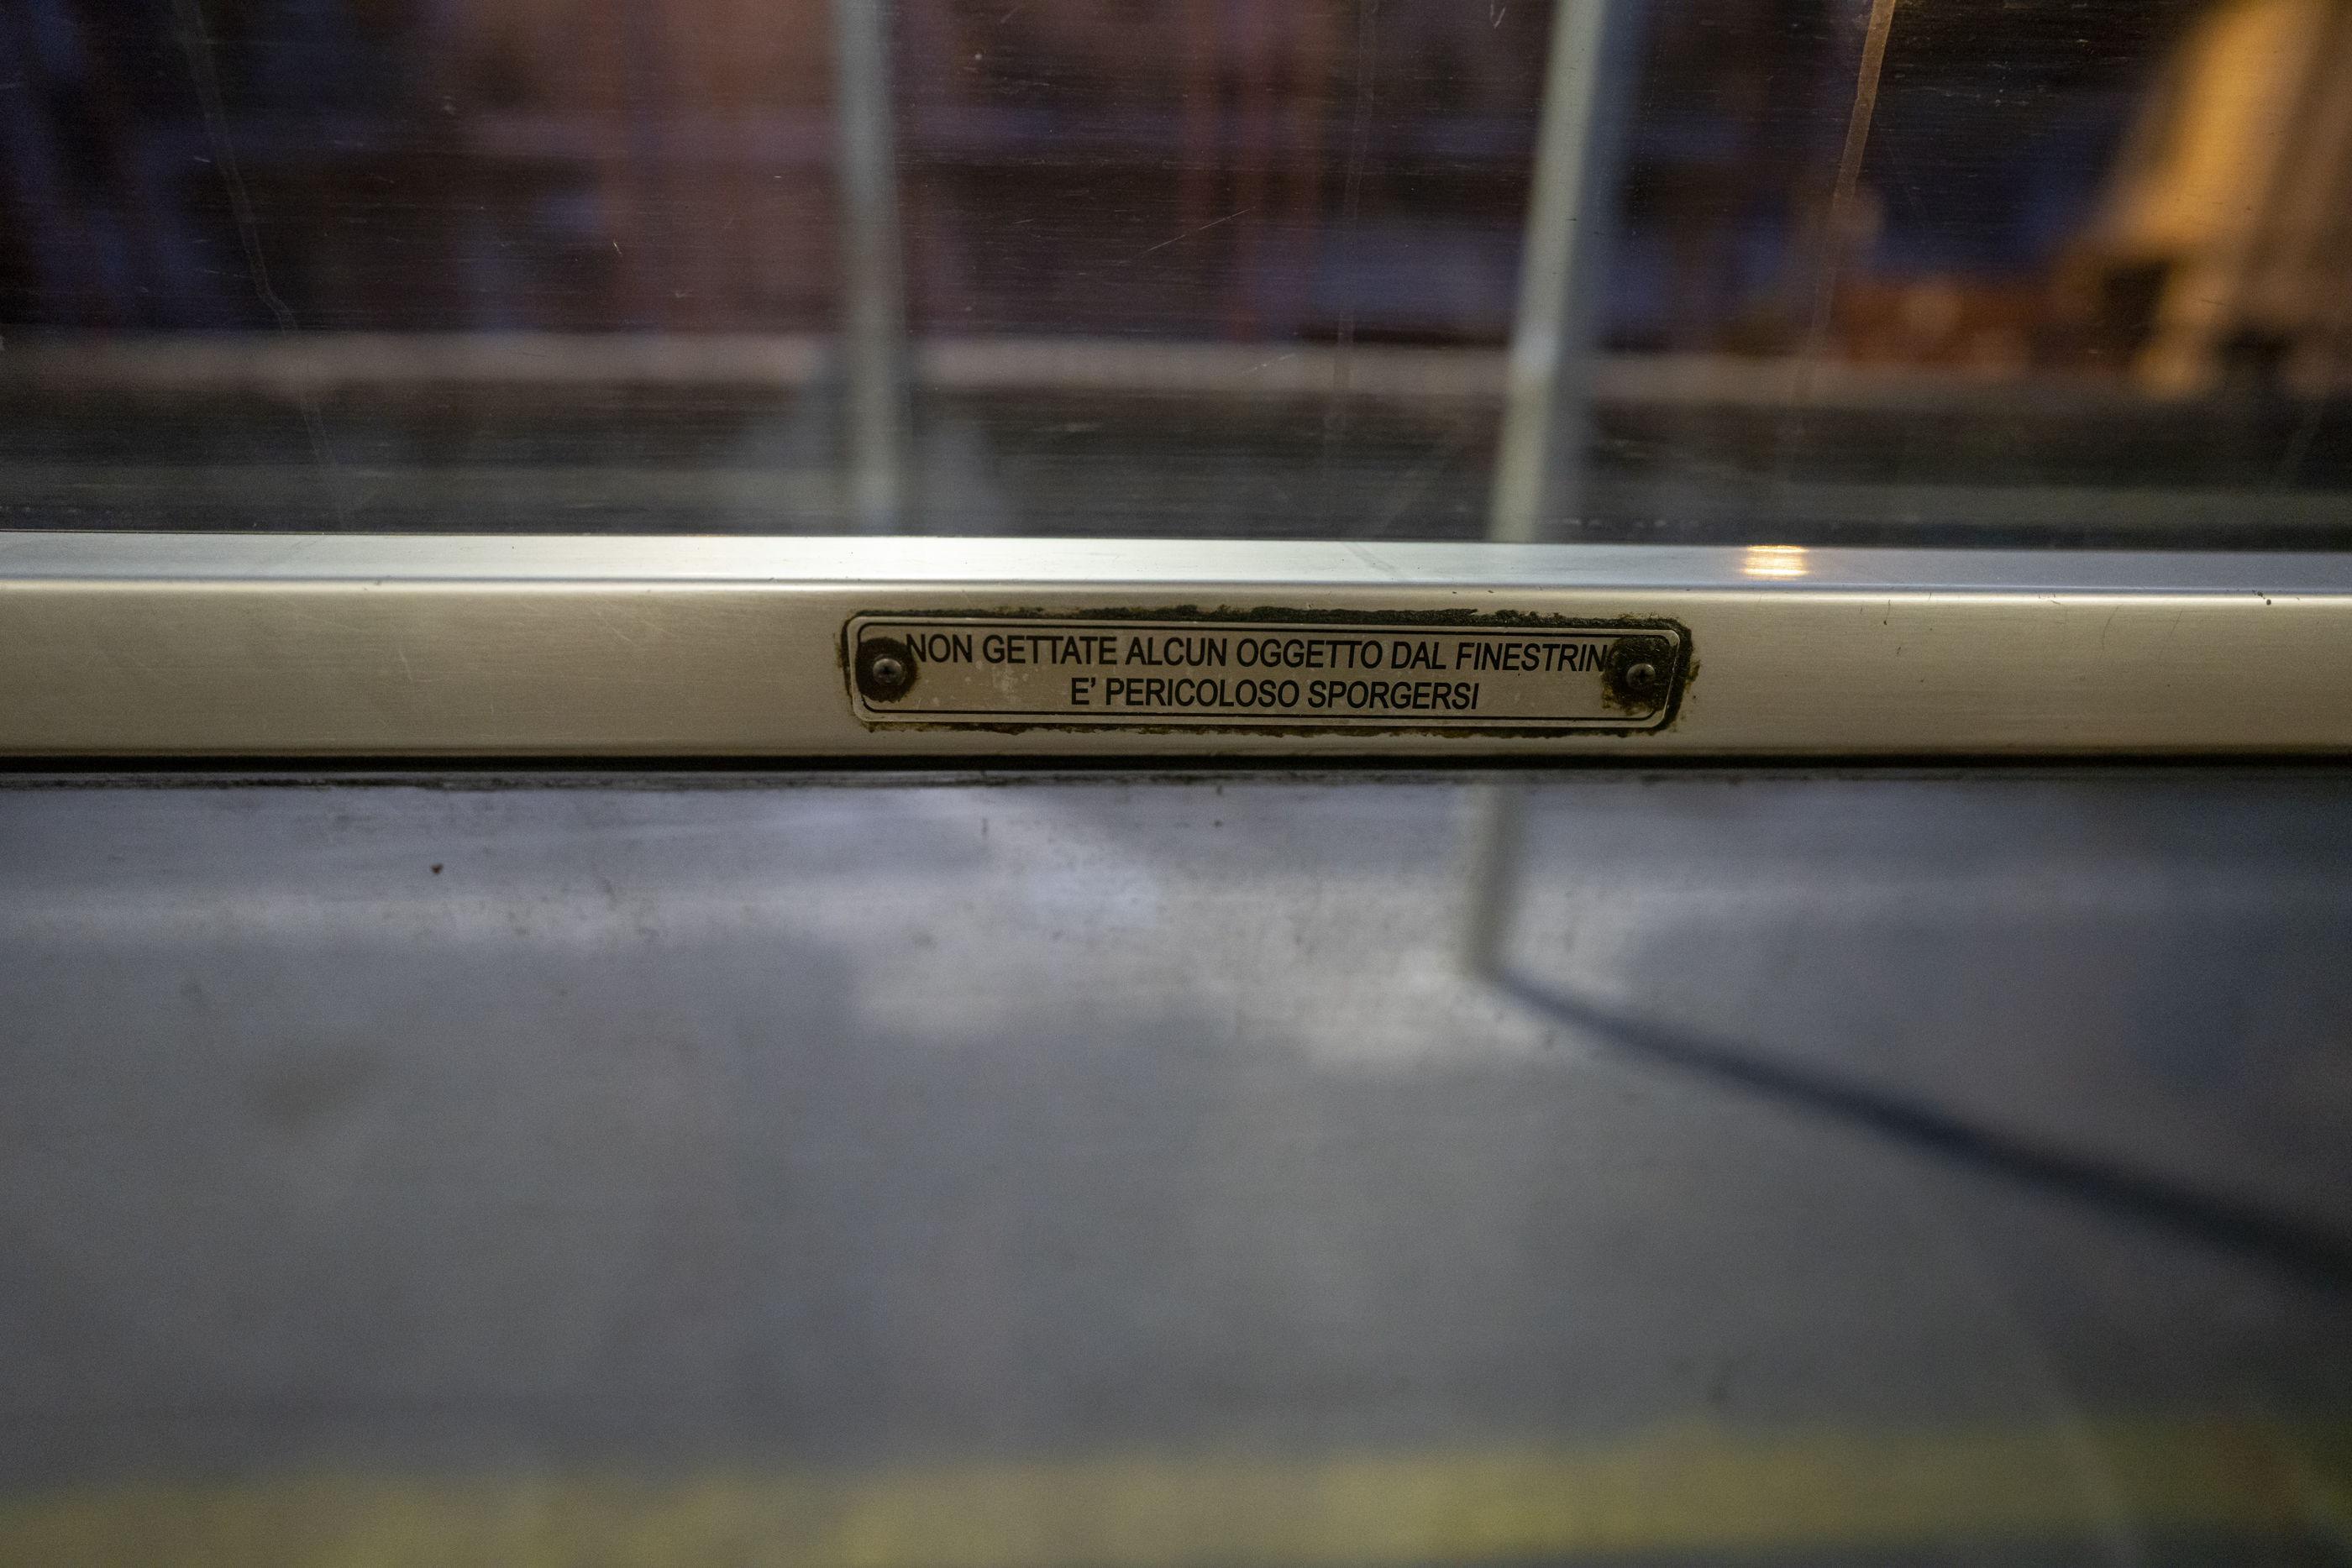 NON GETTATE ALCUN OGGETTO DAL FINESTRIN
E' PERICOLOSO SPORGERSI